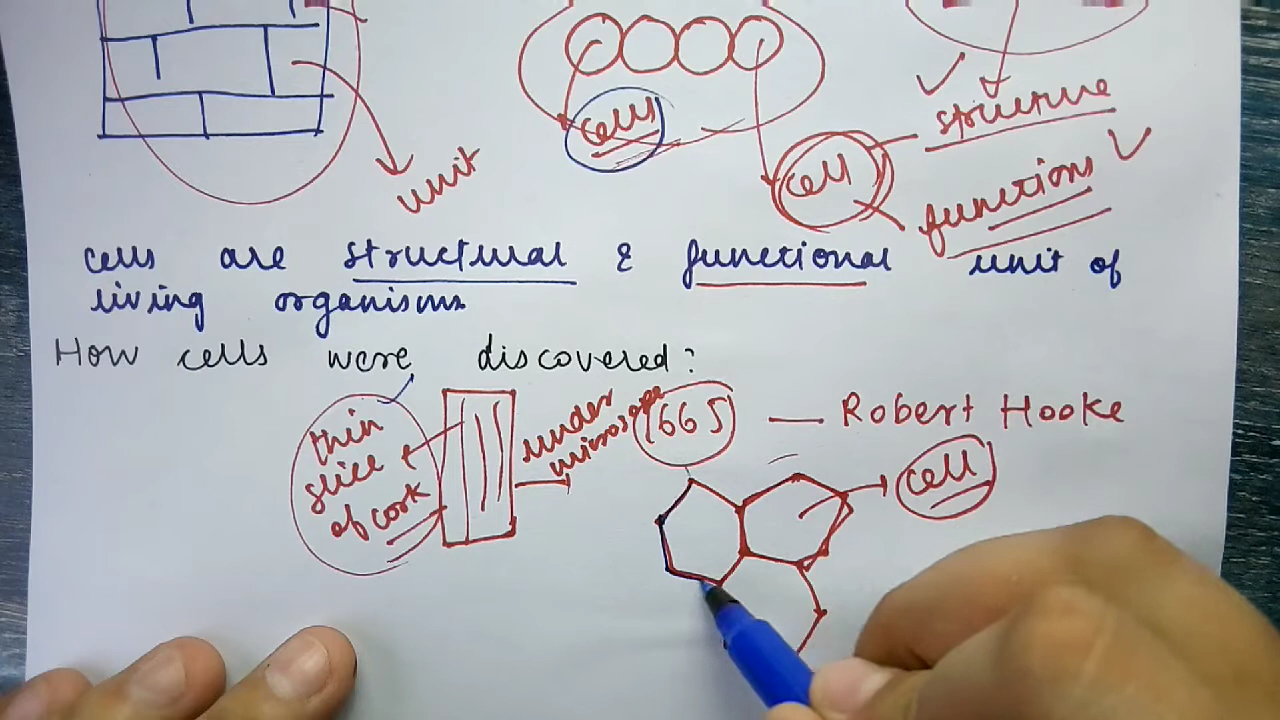 unit
cells
cell
structure
functions
cells are structural & functional unit of
living organisms
How cells were discovered?
thin
slice
of cork
under
microscope
1665 — Robert Hooke
cell